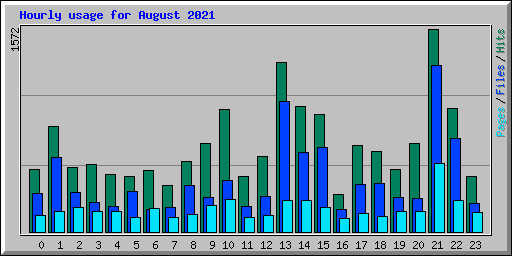 Hourly usage for August 2021
1572
Pages / Files / Hits
0 1 2 3 4 5 6 7 8 9 10 11 12 13 14 15 16 17 18 19 20 21 22 23